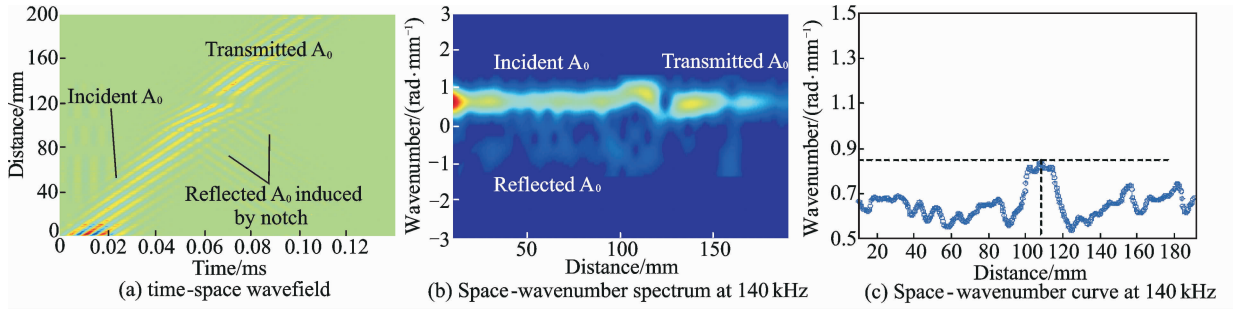 200
160
120
80
40
0
Distance/mm
Transmitted A₀
Incident A₀
Reflected A₀ induced
by notch
0 0.02 0.04 0.06 0.08 0.10 0.12
Time/ms
(a) time-space wavefield
3
2
1
0
−1
−2
−3
Wavenumber/(rad·mm⁻¹)
Incident A₀
Transmitted A₀
Reflected A₀
50 100 150
Distance/mm
(b) Space-wavenumber spectrum at 140 kHz
1.5
1.3
1.1
0.9
0.7
0.5
Wavenumber/(rad·mm⁻¹)
20 40 60 80 100 120 140 160 180
Distance/mm
(c) Space-wavenumber curve at 140 kHz